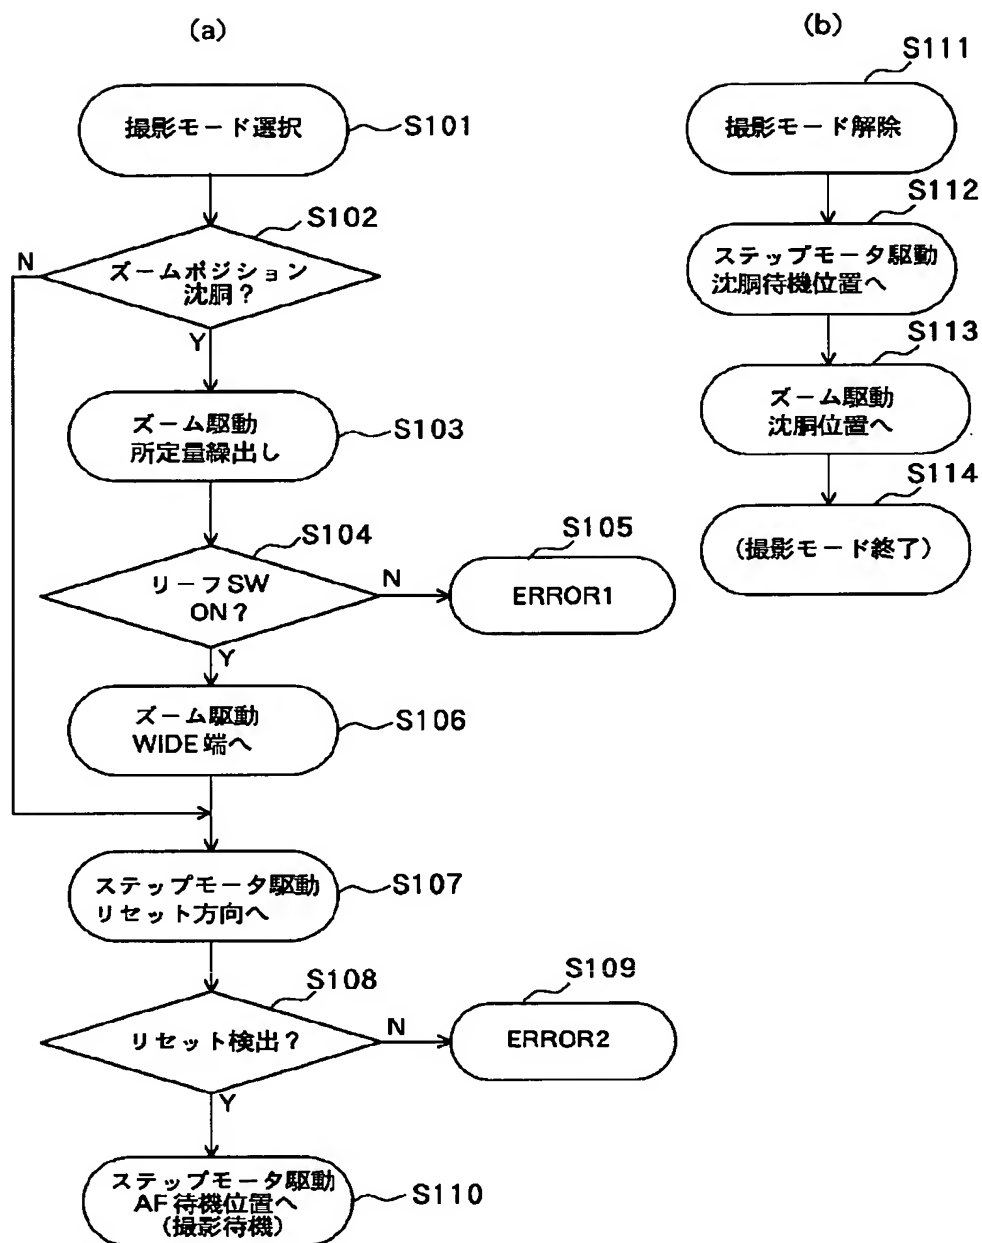 (a)
撮影モード選択
S101
S102
ズームポジション
沈胴？
N
Y
ズーム駆動
所定量繰出し
S103
S104
リーフSW
ON？
N
Y
S105
ERROR1
ズーム駆動
WIDE端へ
S106
ステップモータ駆動
リセット方向へ
S107
S108
リセット検出？
N
Y
S109
ERROR2
ステップモータ駆動
AF待機位置へ
(撮影待機)
S110
(b)
S111
撮影モード解除
S112
ステップモータ駆動
沈胴待機位置へ
S113
ズーム駆動
沈胴位置へ
S114
(撮影モード終了)